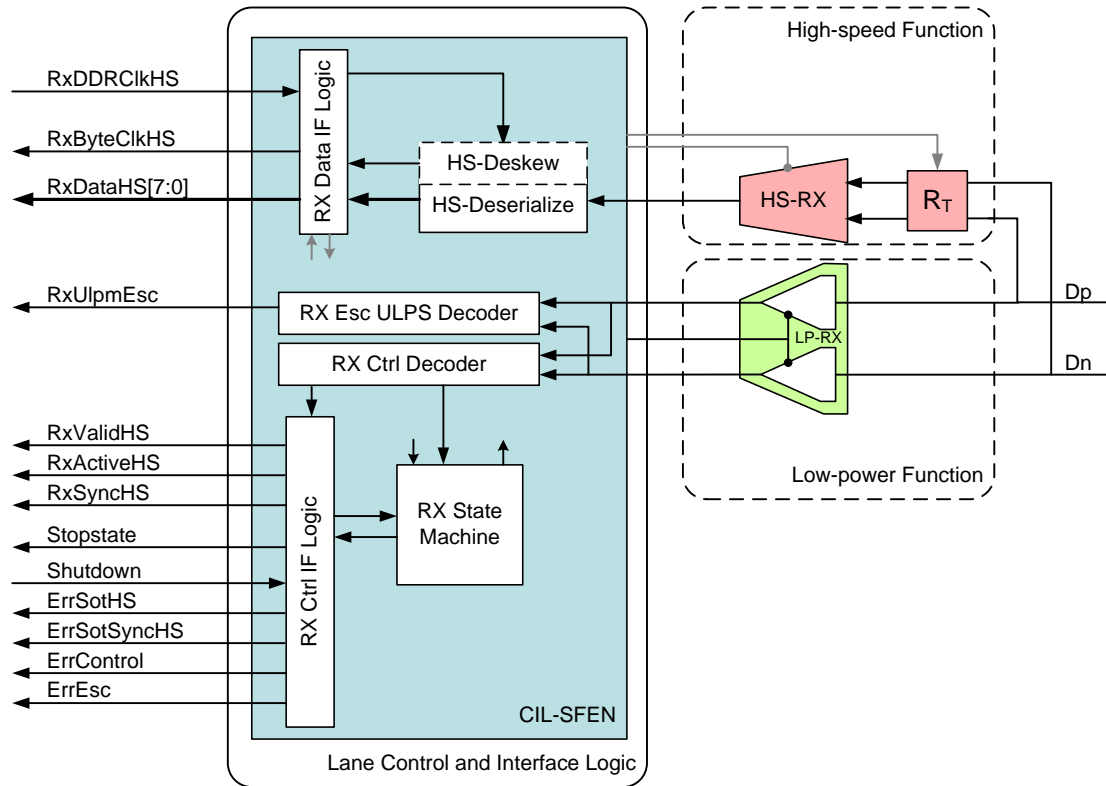 High-speed Function
RxDDRClkHS
RxByteClkHS
RxDataHS[7:0]
RX Data IF Logic
HS-Deskew
HS-Deserialize
HS-RX
RT
RxUlpmEsc
RX Esc ULPS Decoder
RX Ctrl Decoder
LP-RX
Dp
Dn
Low-power Function
RxValidHS
RxActiveHS
RxSyncHS
Stopstate
Shutdown
ErrSotHS
ErrSotSyncHS
ErrControl
ErrEsc
RX Ctrl IF Logic
RX State
Machine
CIL-SFEN
Lane Control and Interface Logic